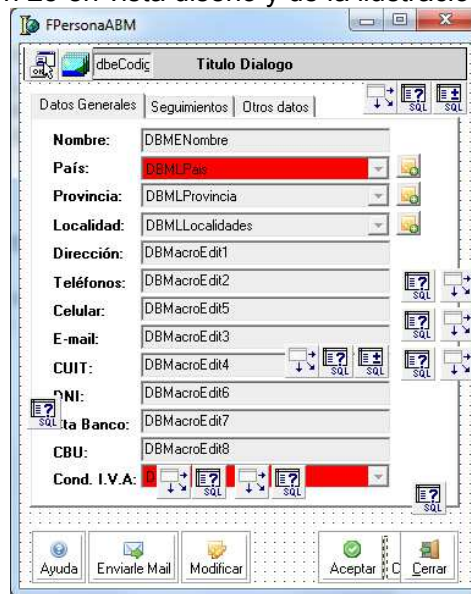 FPersonaABM
dbeCodig Titulo Dialogo
Datos Generales Seguimientos Otros datos
SQL SQL
Nombre: DBMENombre
País: DBMLPais
Provincia: DBMLProvincia
Localidad: DBMLLocalidades
Dirección: DBMacroEdit1
Teléfonos: DBMacroEdit2
SQL
Celular: DBMacroEdit5
SQL
E-mail: DBMacroEdit3
CUIT: DBMacroEdit4 SQL SQL SQL
DNI: DBMacroEdit6
SQL
Cta Banco: DBMacroEdit7
CBU: DBMacroEdit8
Cond. I.V.A: D SQL SQL
SQL
Ayuda Enviarle Mail Modificar Aceptar C Cerrar